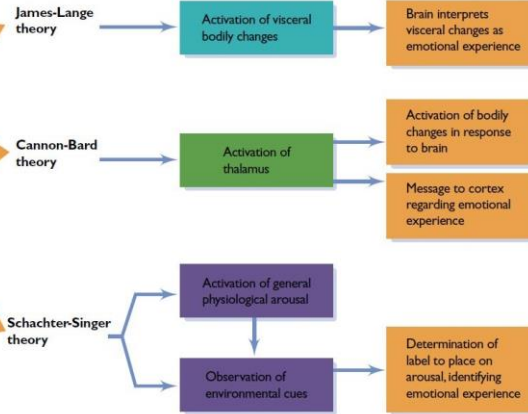 James-Lange
theory
Activation of visceral
bodily changes
Brain interprets
visceral changes as
emotional experience
Cannon-Bard
theory
Activation of
thalamus
Activation of bodily
changes in response
to brain
Message to cortex
regarding emotional
experience
Schachter-Singer
theory
Activation of general
physiological arousal
Observation of
environmental cues
Determination of
label to place on
arousal, identifying
emotional experience